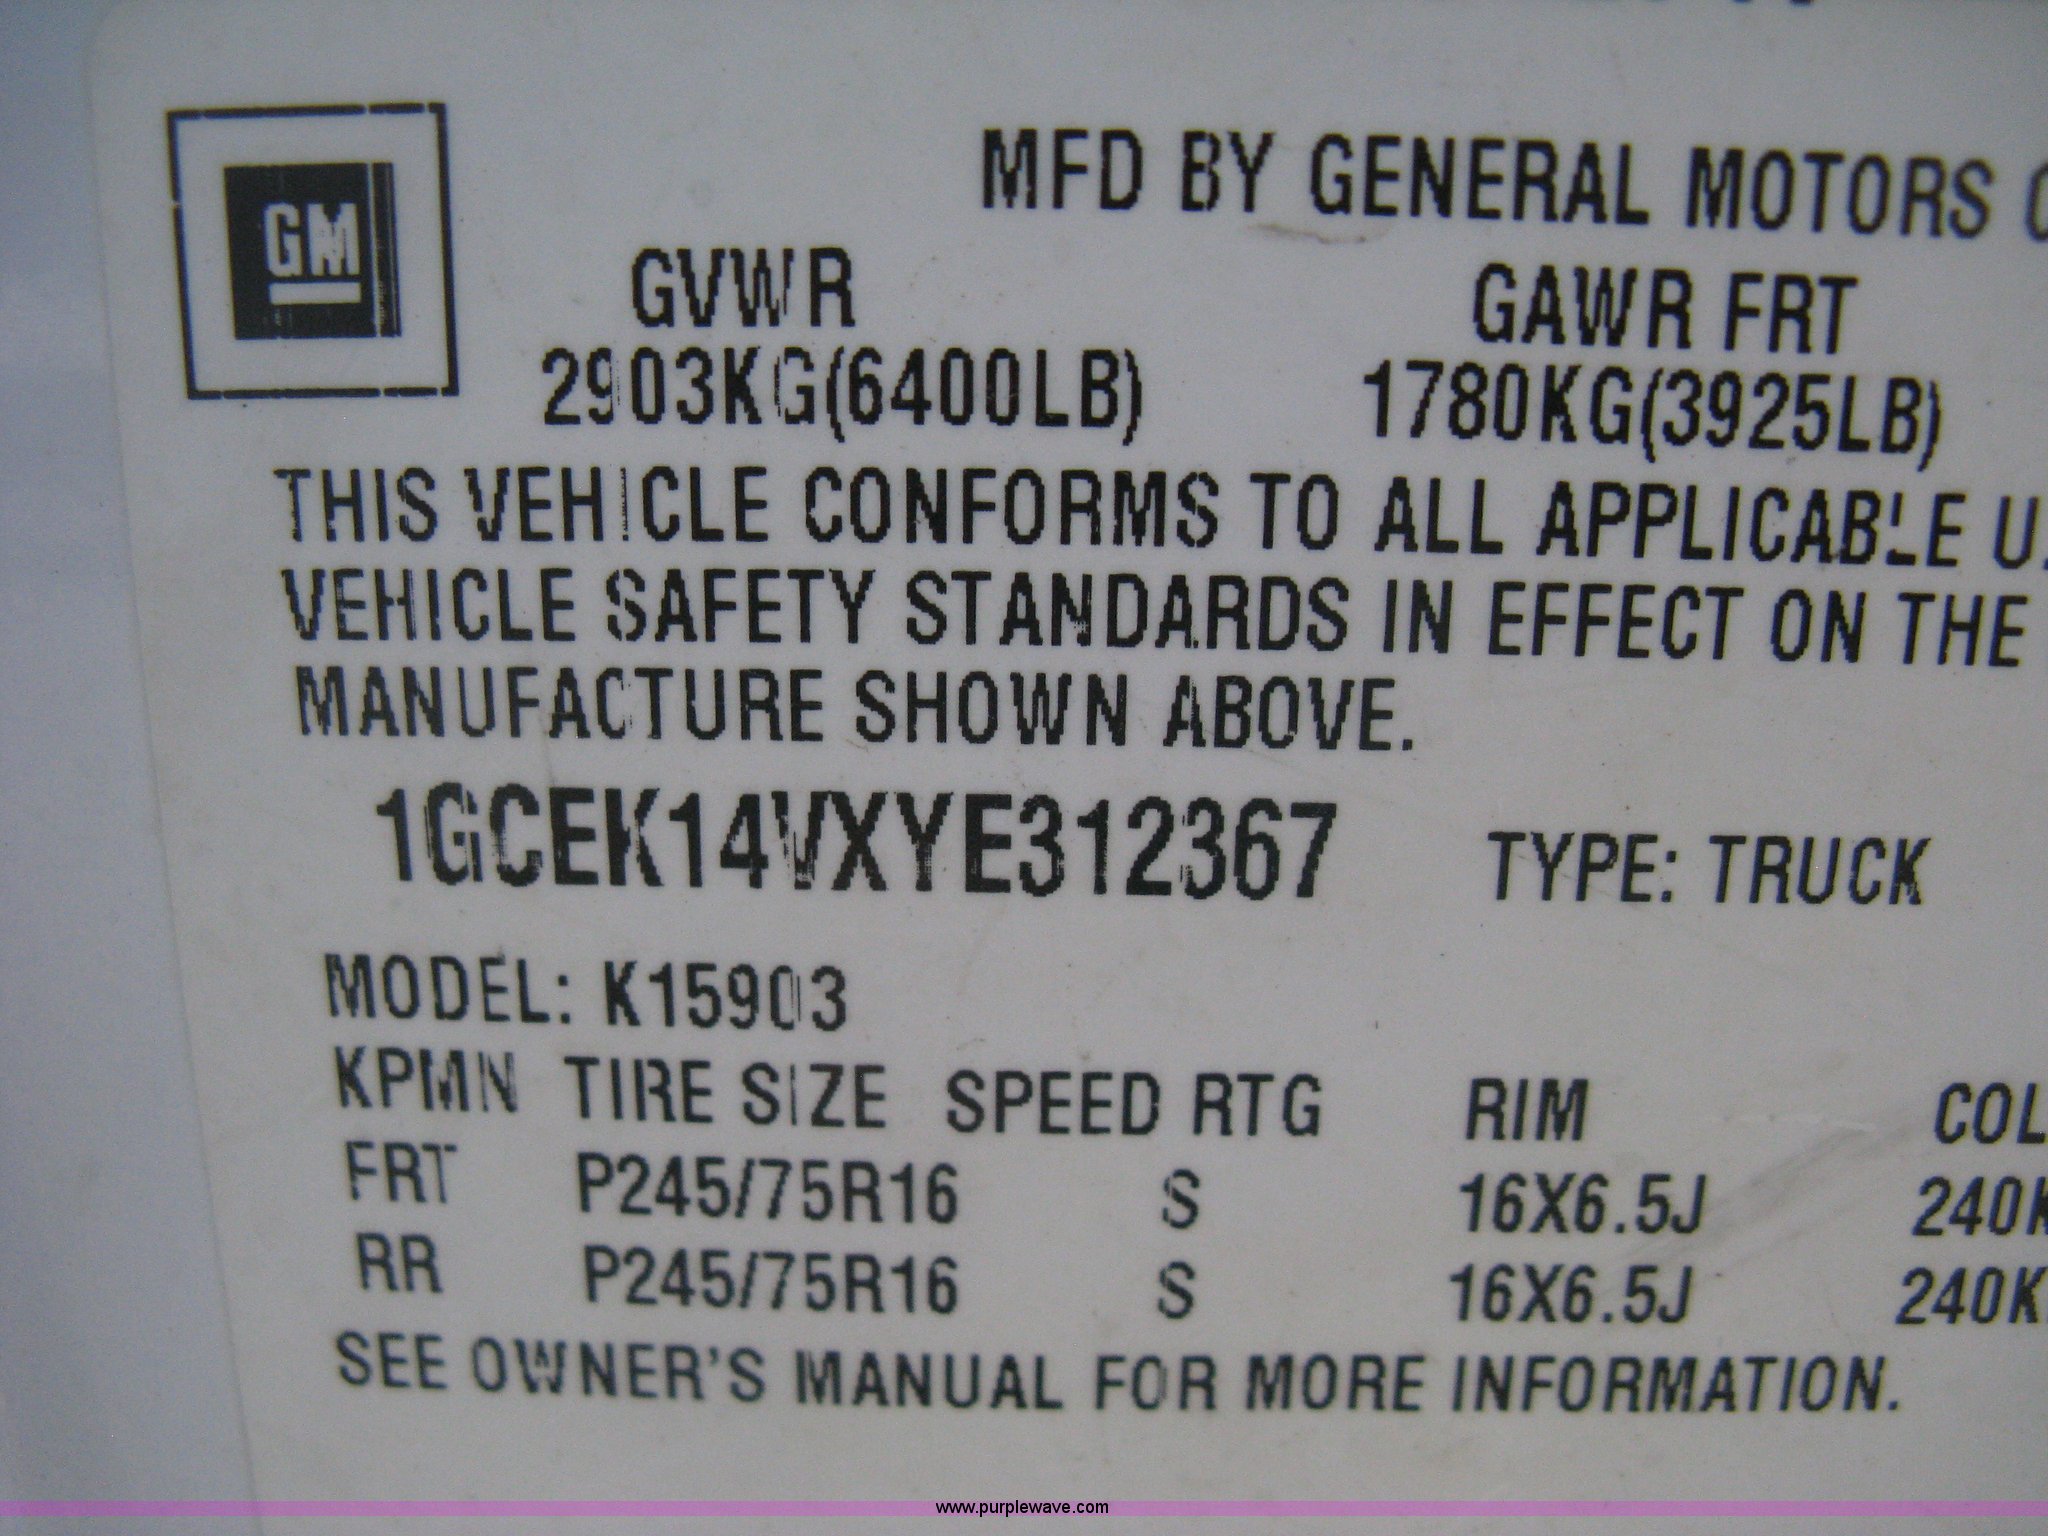 MFD BY GENERAL MOTORS
GM
GVWR GAWR FRT
2903KG(6400LB) 1780KG(3925LB)
THIS VEHICLE CONFORMS TO ALL APPLICABLE U.
VEHICLE SAFETY STANDARDS IN EFFECT ON THE
MANUFACTURE SHOWN ABOVE.
1GCEK14VXYE312367 TYPE: TRUCK
MODEL: K15903
KPMN TIRE SIZE SPEED RTG RIM COL
FRT P245/75R16 S 16X6.5J 240K
RR P245/75R16 S 16X6.5J 240K
SEE OWNER'S MANUAL FOR MORE INFORMATION.
www.purplewave.com